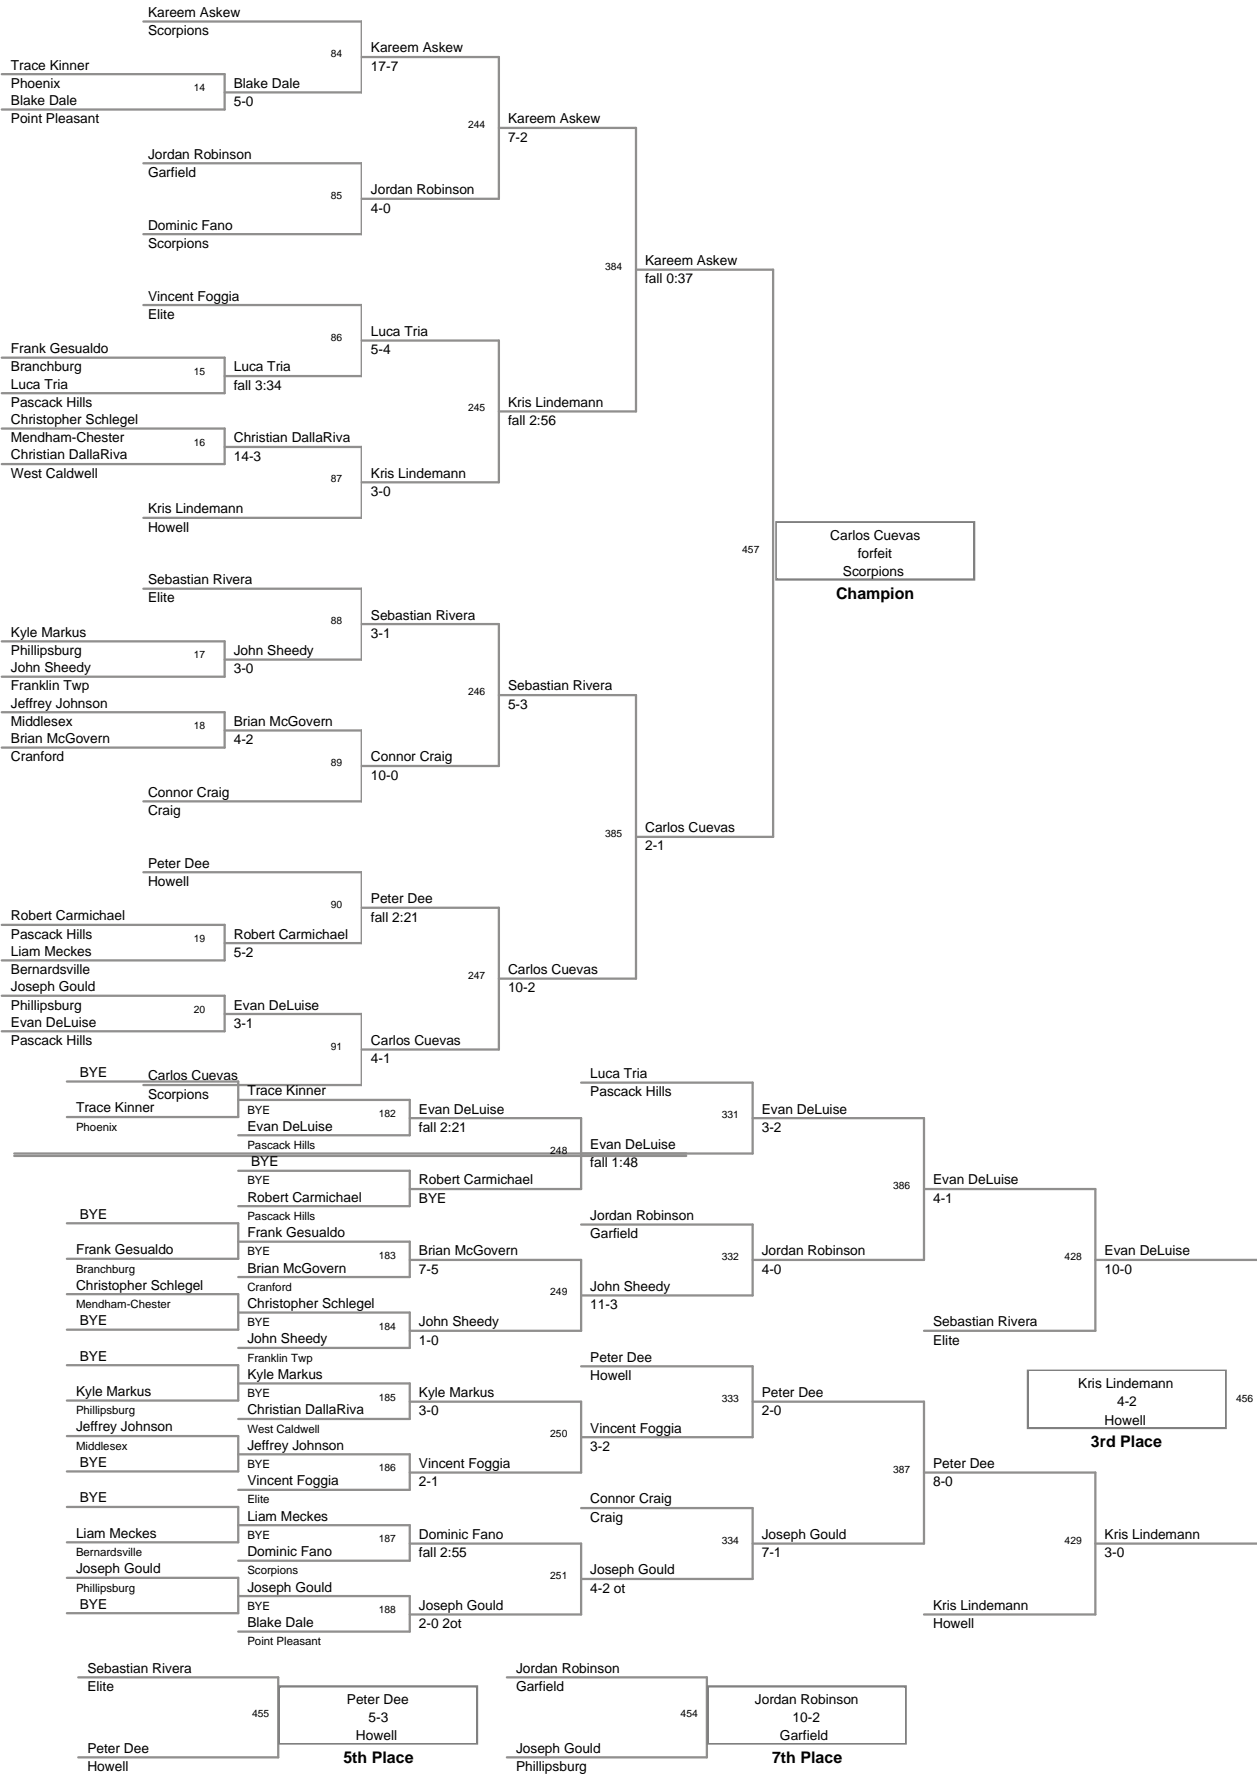 Kareem Askew
Scorpions
84
Kareem Askew
17-7
Trace Kinner
Phoenix
14
Blake Dale
Blake Dale
5-0
Point Pleasant
244
Kareem Askew
7-2
Jordan Robinson
Garfield
85
Jordan Robinson
4-0
Dominic Fano
Scorpions
384
Kareem Askew
fall 0:37
Vincent Foggia
Elite
86
Luca Tria
5-4
Frank Gesualdo
Branchburg
15
Luca Tria
Luca Tria
fall 3:34
Pascack Hills
245
Kris Lindemann
fall 2:56
Christopher Schlegel
Mendham-Chester
16
Christian DallaRiva
Christian DallaRiva
14-3
West Caldwell
87
Kris Lindemann
3-0
Kris Lindemann
Howell
457
Carlos Cuevas
forfeit
Scorpions
Champion
Sebastian Rivera
Elite
88
Sebastian Rivera
3-1
Kyle Markus
Phillipsburg
17
John Sheedy
John Sheedy
3-0
Franklin Twp
246
Sebastian Rivera
5-3
Jeffrey Johnson
Middlesex
18
Brian McGovern
Brian McGovern
4-2
Cranford
89
Connor Craig
10-0
Connor Craig
Craig
385
Carlos Cuevas
2-1
Peter Dee
Howell
90
Peter Dee
fall 2:21
Robert Carmichael
Pascack Hills
19
Robert Carmichael
Liam Meckes
5-2
Bernardsville
247
Carlos Cuevas
10-2
Joseph Gould
Phillipsburg
20
Evan DeLuise
Evan DeLuise
3-1
Pascack Hills
91
Carlos Cuevas
4-1
Carlos Cuevas
Scorpions
BYE
Trace Kinner
Phoenix
Trace Kinner
BYE
182
Evan DeLuise
Pascack Hills
Evan DeLuise
fall 2:21
248
Evan DeLuise
fall 1:48
Luca Tria
Pascack Hills
331
Evan DeLuise
3-2
BYE
BYE
Robert Carmichael
Pascack Hills
Robert Carmichael
BYE
386
Evan DeLuise
4-1
BYE
Frank Gesualdo
Branchburg
Frank Gesualdo
BYE
183
Brian McGovern
Cranford
Brian McGovern
7-5
Jordan Robinson
Garfield
332
Jordan Robinson
4-0
249
John Sheedy
11-3
428
Evan DeLuise
10-0
Christopher Schlegel
Mendham-Chester
BYE
Christopher Schlegel
BYE
184
John Sheedy
Franklin Twp
John Sheedy
1-0
Sebastian Rivera
Elite
BYE
Kyle Markus
Phillipsburg
Kyle Markus
BYE
185
Christian DallaRiva
West Caldwell
Kyle Markus
3-0
Peter Dee
Howell
333
Peter Dee
2-0
250
Vincent Foggia
3-2
Kris Lindemann
4-2
Howell
456
3rd Place
Jeffrey Johnson
Middlesex
BYE
Jeffrey Johnson
BYE
186
Vincent Foggia
Elite
Vincent Foggia
2-1
387
Peter Dee
8-0
BYE
Liam Meckes
Bernardsville
Liam Meckes
BYE
187
Dominic Fano
Scorpions
Dominic Fano
fall 2:55
Connor Craig
Craig
334
Joseph Gould
7-1
251
Joseph Gould
4-2 ot
429
Kris Lindemann
3-0
Joseph Gould
Phillipsburg
BYE
Joseph Gould
BYE
188
Blake Dale
Point Pleasant
Joseph Gould
2-0 2ot
Kris Lindemann
Howell
Sebastian Rivera
Elite
455
Peter Dee
5-3
Howell
5th Place
Peter Dee
Howell
Jordan Robinson
Garfield
454
Jordan Robinson
10-2
Garfield
7th Place
Joseph Gould
Phillipsburg